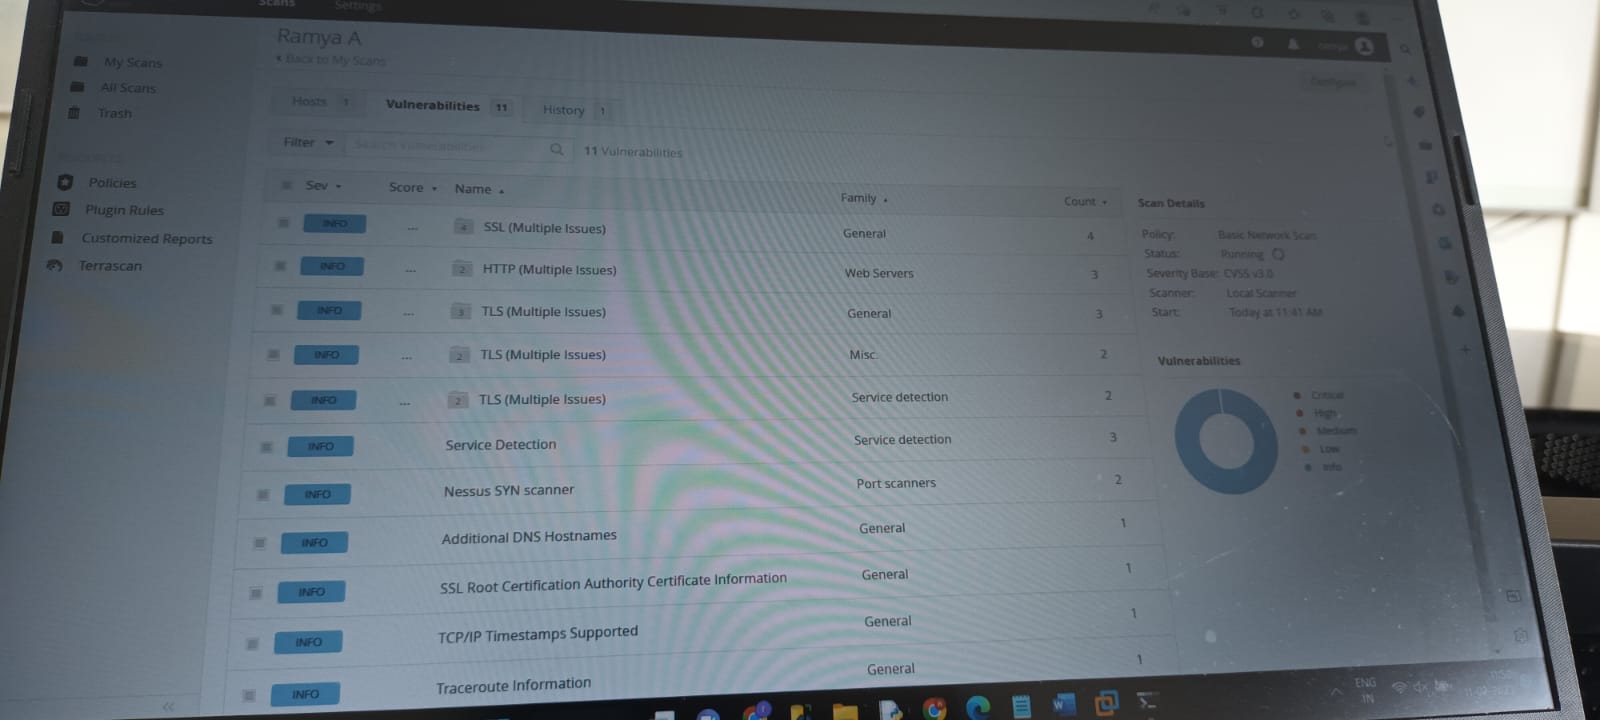 Scans Settings
Ramya A
Back to My Scans
Configure
My Scans
All Scans
Trash
RESOURCES
Policies
Plugin Rules
Customized Reports
Terrascan
Hosts 1 Vulnerabilities 11 History 1
Filter Search Vulnerabilities 11 Vulnerabilities
Sev Score Name Family Count
INFO ... 4 SSL (Multiple Issues) General 4
INFO ... 2 HTTP (Multiple Issues) Web Servers 3
INFO ... 3 TLS (Multiple Issues) General 3
INFO ... 2 TLS (Multiple Issues) Misc. 2
INFO ... 2 TLS (Multiple Issues) Service detection 2
INFO Service Detection Service detection 3
INFO Nessus SYN scanner Port scanners 2
INFO Additional DNS Hostnames General 1
INFO SSL Root Certification Authority Certificate Information General 1
INFO TCP/IP Timestamps Supported General 1
INFO Traceroute Information General 1
Scan Details
Policy: Basic Network Scan
Status: Running
Severity Base: CVSS v3.0
Scanner: Local Scanner
Start: Today at 11:41 AM
Vulnerabilities
Critical
High
Medium
Low
Info
ENG
IN